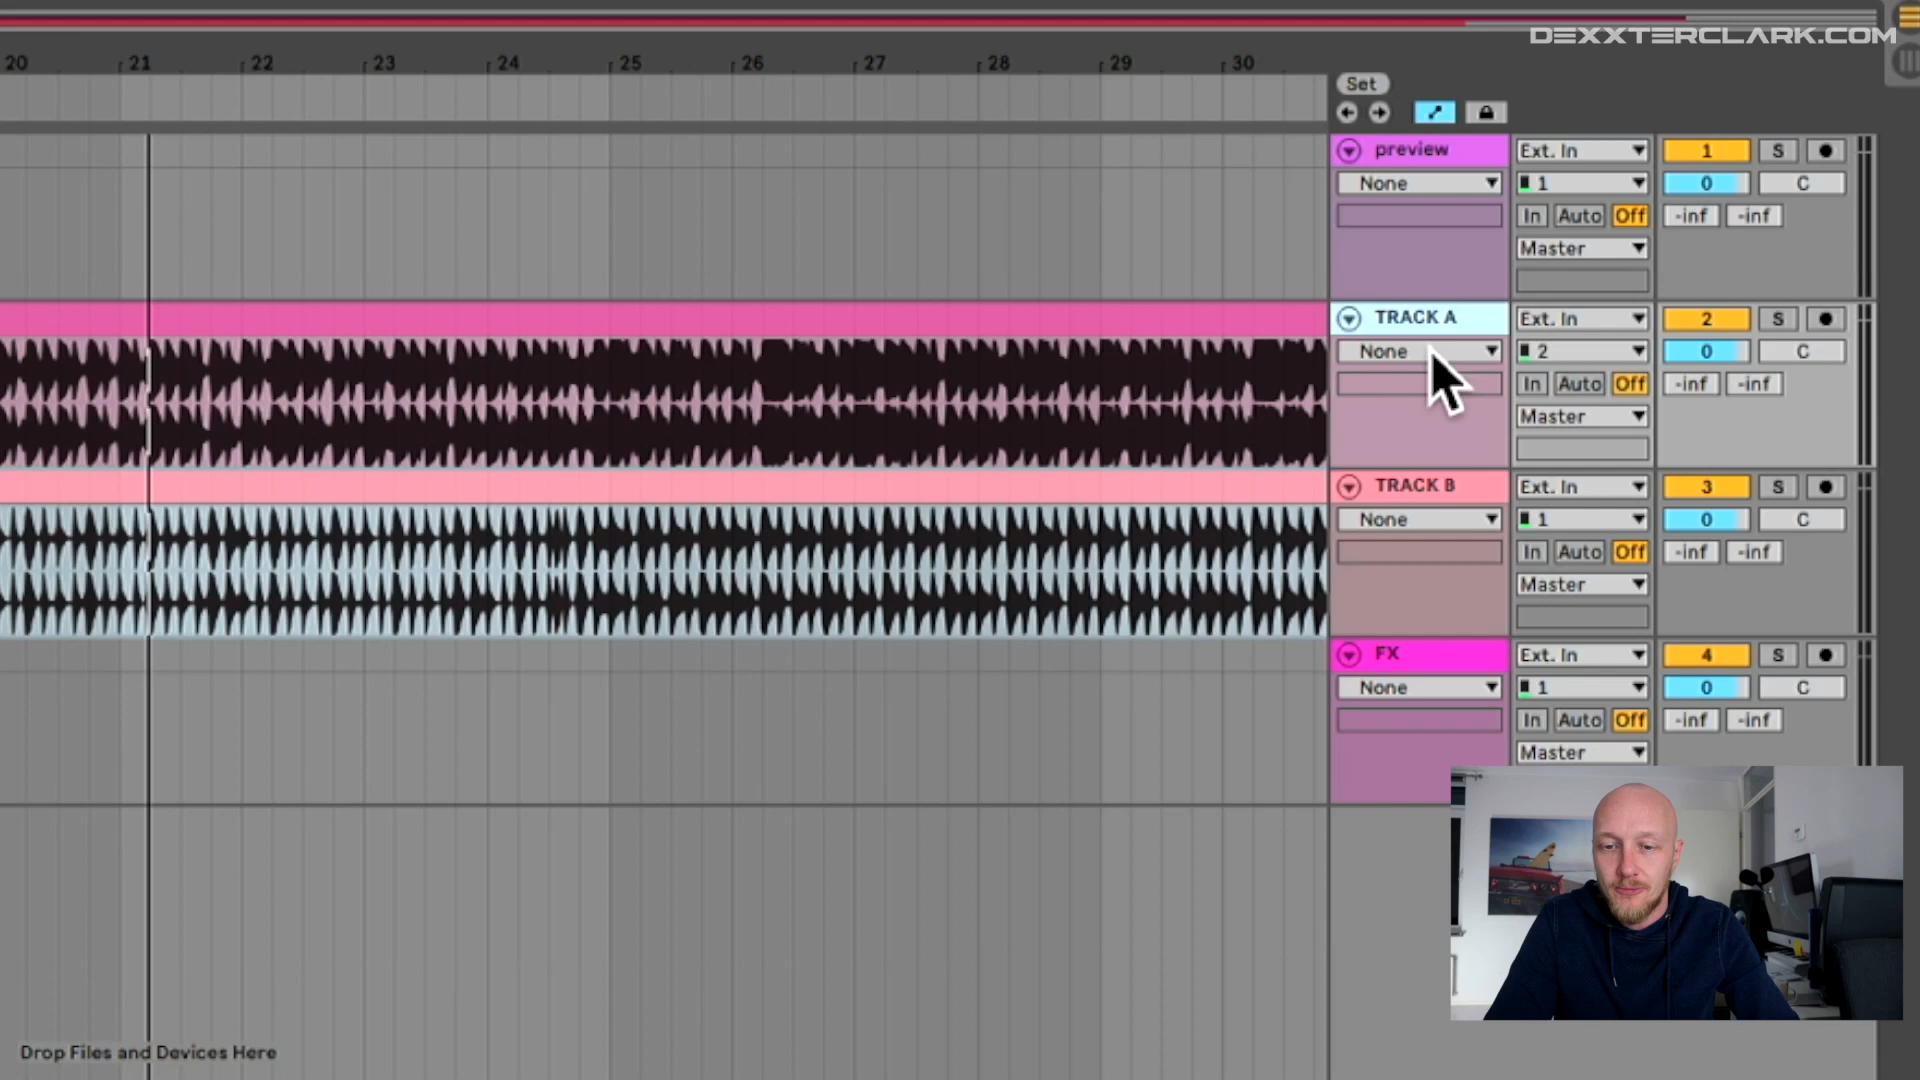 DEXXTERCLARK.COM
20 21 22 23 24 25 26 27 28 29 30
Set
preview Ext. In 1 S
None 1 0 C
In Auto Off -inf -inf
Master
TRACK A Ext. In 2 S
None 2 0 C
In Auto Off -inf -inf
Master
TRACK B Ext. In 3 S
None 1 0 C
In Auto Off -inf -inf
Master
FX Ext. In 4 S
None 1 0 C
In Auto Off -inf -inf
Master
Drop Files and Devices Here